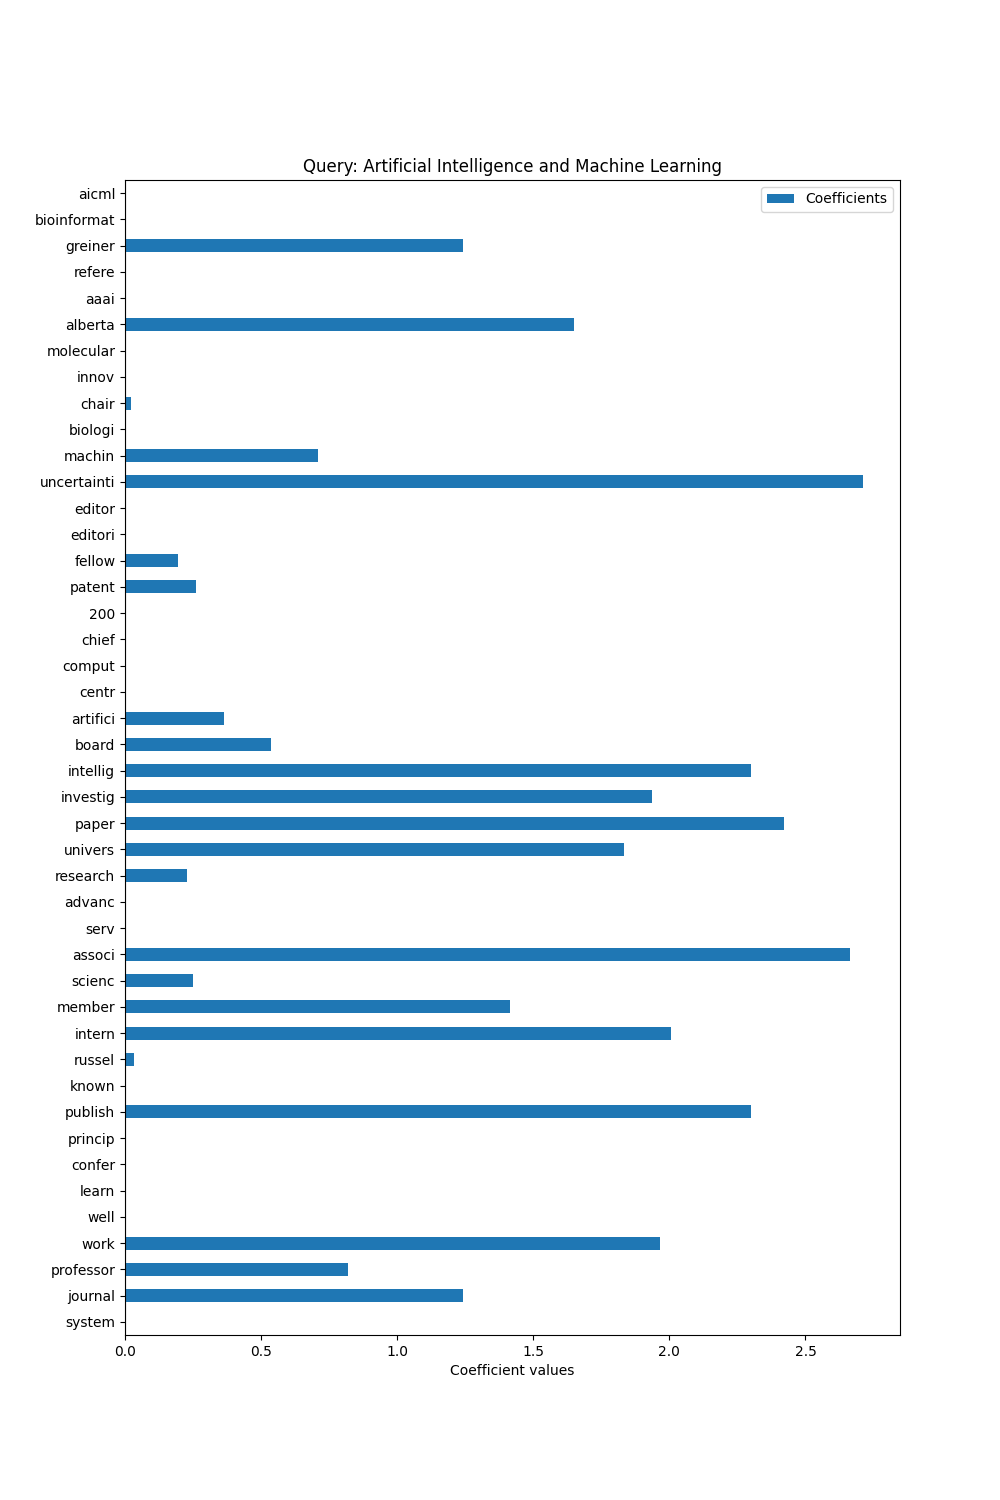 Query: Artificial Intelligence and Machine Learning
Coefficients
aicml
bioinformat
greiner
refere
aaai
alberta
molecular
innov
chair
biologi
machin
uncertainti
editor
editori
fellow
patent
200
chief
comput
centr
artifici
board
intellig
investig
paper
univers
research
advanc
serv
associ
scienc
member
intern
russel
known
publish
princip
confer
learn
well
work
professor
journal
system
0.0 0.5 1.0 1.5 2.0 2.5
Coefficient values